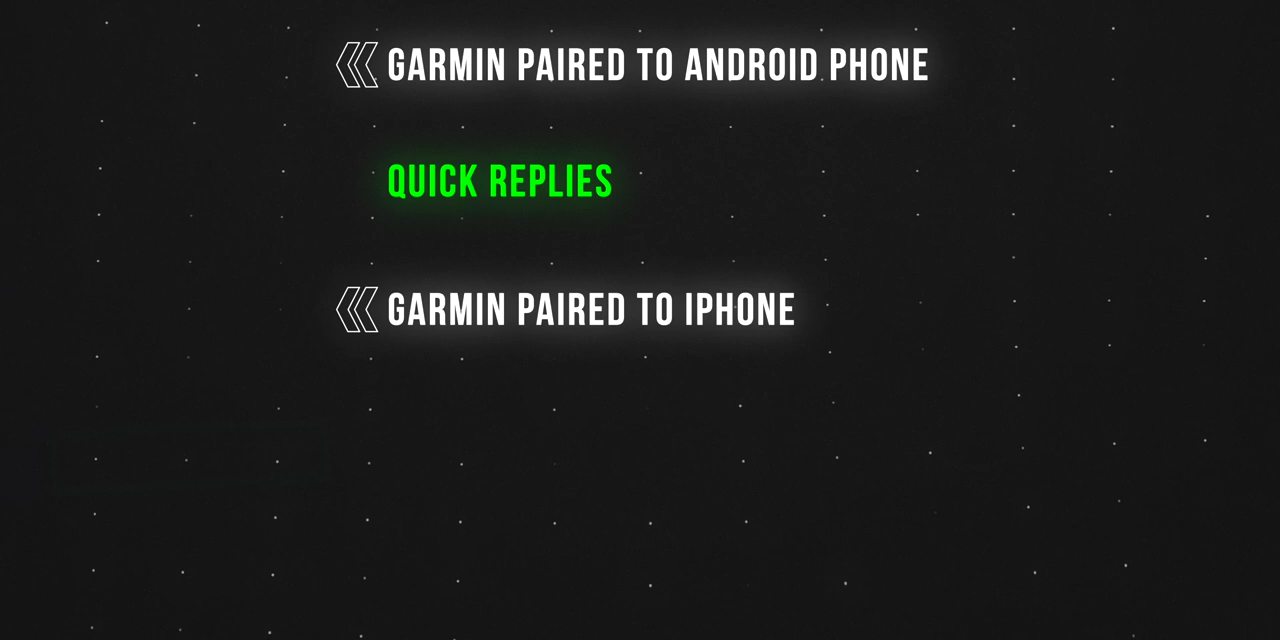 GARMIN PAIRED TO ANDROID PHONE
QUICK REPLIES
GARMIN PAIRED TO IPHONE